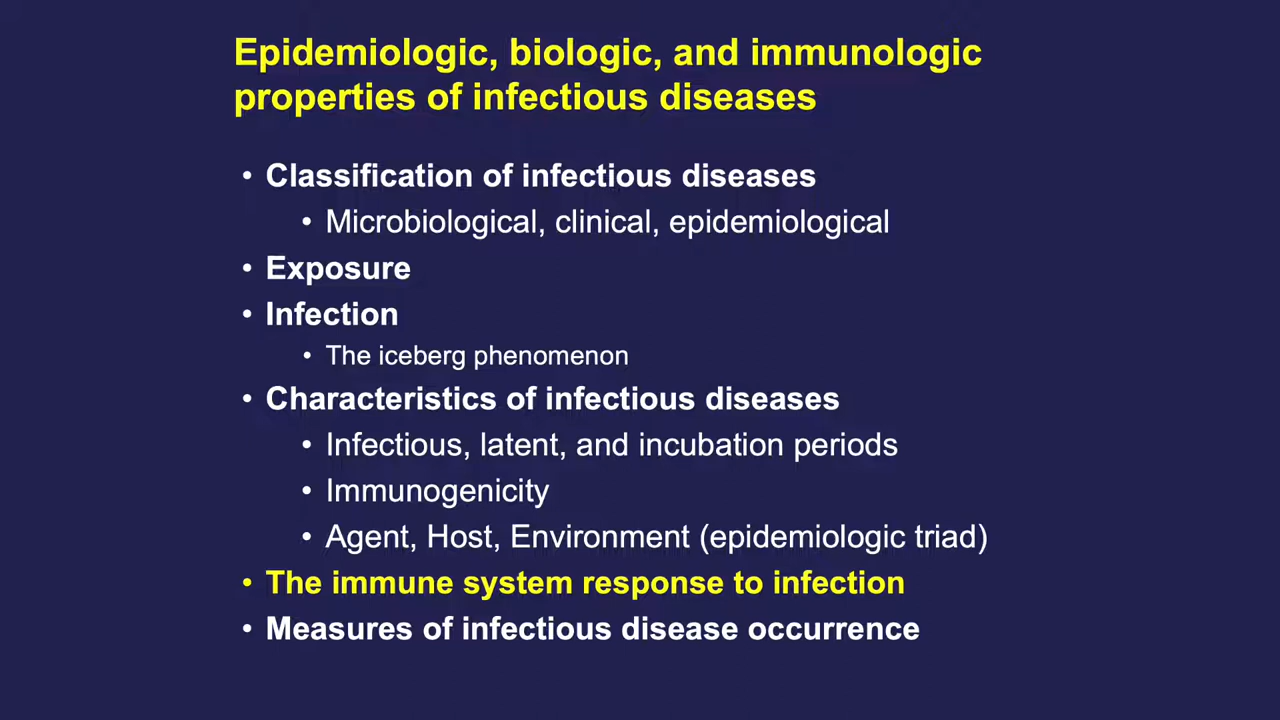 Epidemiologic, biologic, and immunologic
properties of infectious diseases
• Classification of infectious diseases
• Microbiological, clinical, epidemiological
• Exposure
• Infection
• The iceberg phenomenon
• Characteristics of infectious diseases
• Infectious, latent, and incubation periods
• Immunogenicity
• Agent, Host, Environment (epidemiologic triad)
• The immune system response to infection
• Measures of infectious disease occurrence